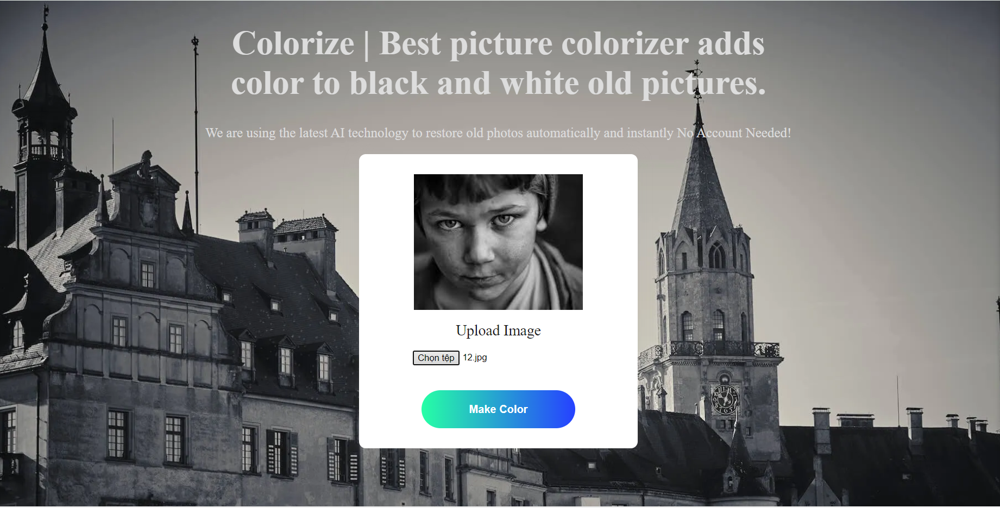 Colorize | Best picture colorizer adds
color to black and white old pictures.
We are using the latest AI technology to restore old photos automatically and instantly No Account Needed!
Upload Image
Chọn tệp 12.jpg
Make Color